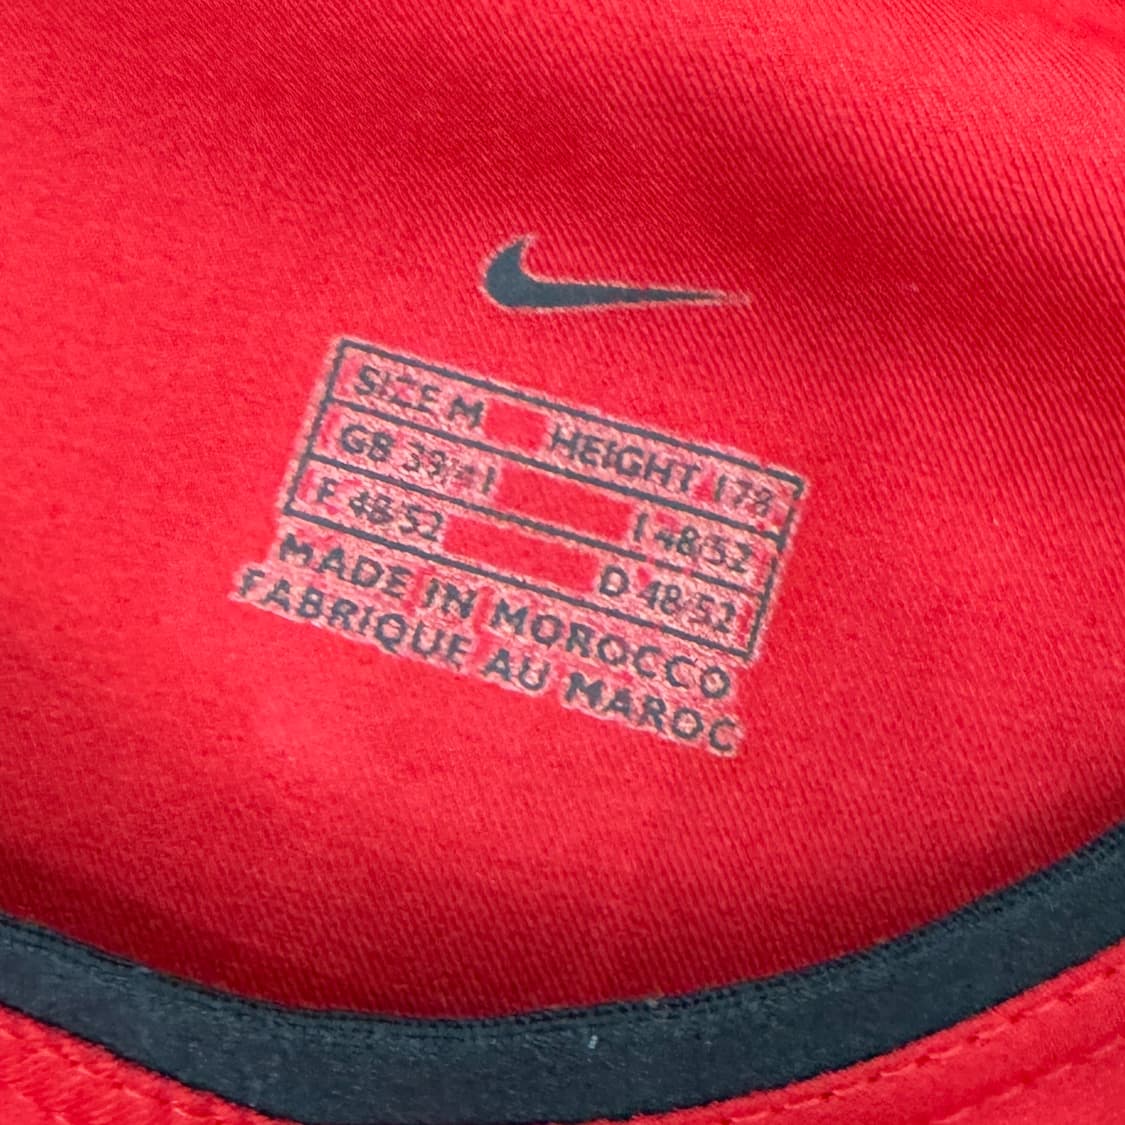 SIZE M HEIGHT 178
GB 39/41 I 48/52
F 48/52 D 48/52
MADE IN MOROCCO
FABRIQUE AU MAROC